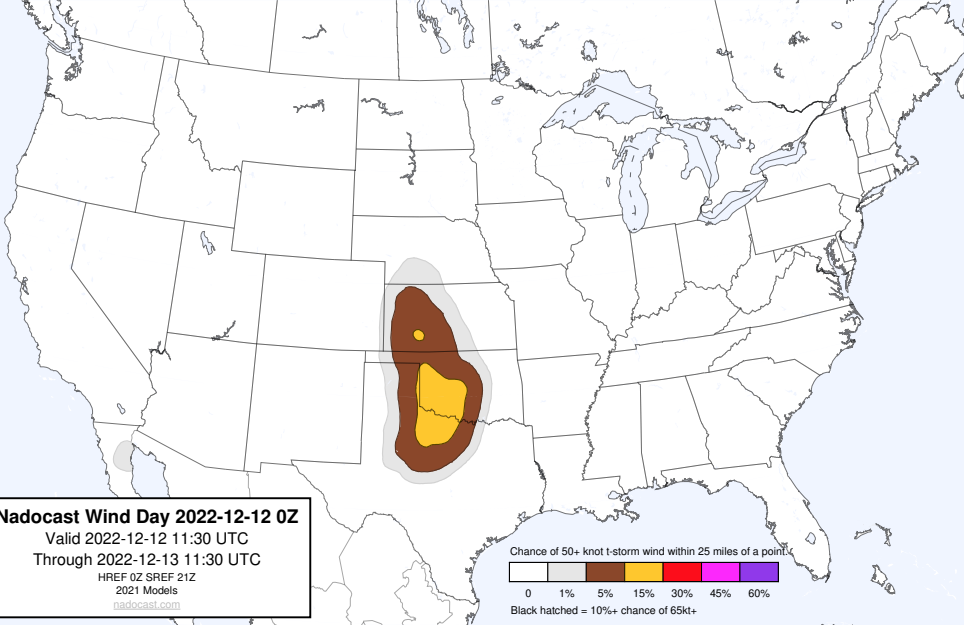 Nadocast Wind Day 2022-12-12 0Z
Valid 2022-12-12 11:30 UTC
Through 2022-12-13 11:30 UTC
HREF 0Z SREF 21Z
2021 Models
nadocast.com
Chance of 50+ knot t-storm wind within 25 miles of a point.
0 1% 5% 15% 30% 45% 60%
Black hatched = 10%+ chance of 65kt+